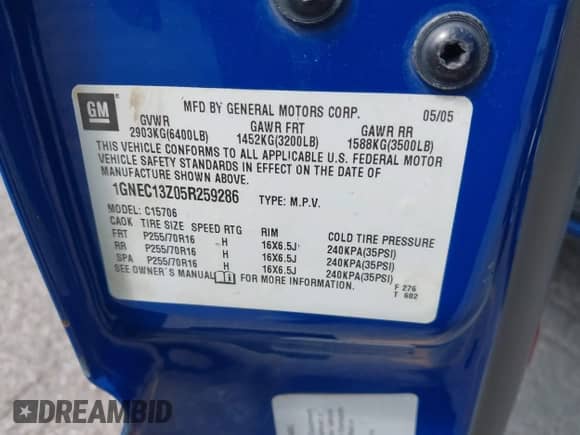 GM
MFD BY GENERAL MOTORS CORP. 05/05
GVWR GAWR FRT GAWR RR
2903KG(6400LB) 1452KG(3200LB) 1588KG(3500LB)
THIS VEHICLE CONFORMS TO ALL APPLICABLE U.S. FEDERAL MOTOR
VEHICLE SAFETY STANDARDS IN EFFECT ON THE DATE OF
MANUFACTURE SHOWN ABOVE.
1GNEC13Z05R259286 TYPE: M.P.V.
MODEL: C15706
CAOK TIRE SIZE SPEED RTG RIM COLD TIRE PRESSURE
FRT P255/70R16 H 16X6.5J 240KPA(35PSI)
RR P255/70R16 H 16X6.5J 240KPA(35PSI)
SPA P255/70R16 H 16X6.5J 240KPA(35PSI)
SEE OWNER'S MANUAL FOR MORE INFORMATION.
F 276
T 602
DREAMBID